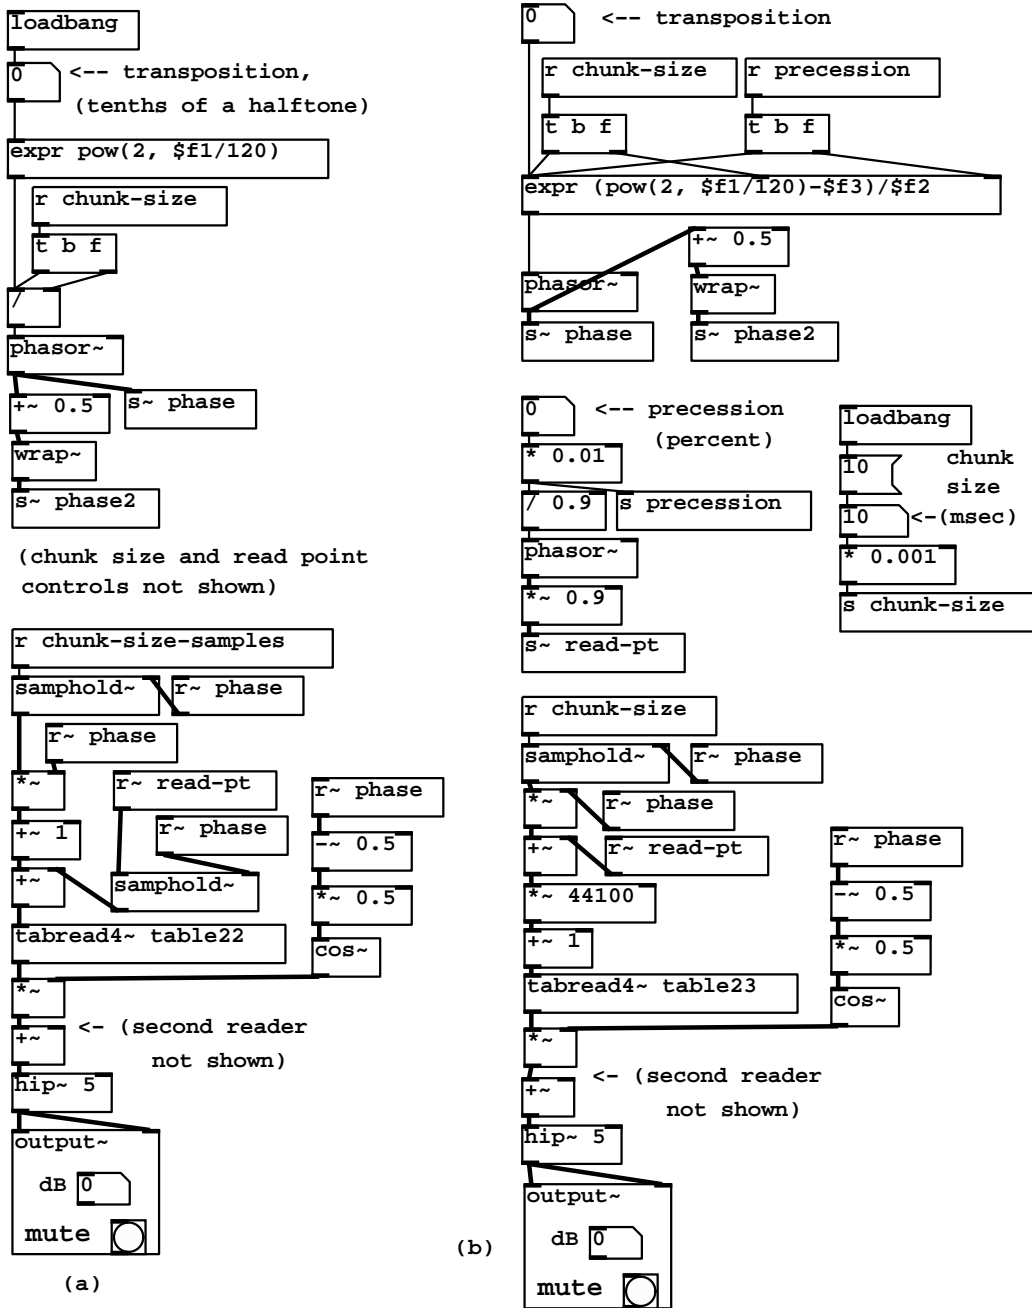 loadbang
0
<-- transposition,
(tenths of a halftone)
expr pow(2, $f1/120)
r chunk-size
t b f
/
phasor~
+~ 0.5
s~ phase
wrap~
s~ phase2
(chunk size and read point
controls not shown)
r chunk-size-samples
samphold~
r~ phase
r~ phase
*~
r~ read-pt
r~ phase
+~ 1
r~ phase
-~ 0.5
+~
samphold~
*~ 0.5
tabread4~ table22
cos~
*~
<- (second reader
not shown)
+~
hip~ 5
output~
dB 0
mute
(a)
0
<-- transposition
r chunk-size
r precession
t b f
t b f
expr (pow(2, $f1/120)-$f3)/$f2
+~ 0.5
phasor~
wrap~
s~ phase
s~ phase2
0
<-- precession
(percent)
* 0.01
/ 0.9
s precession
phasor~
*~ 0.9
s~ read-pt
loadbang
10
chunk
size
10
<-(msec)
* 0.001
s chunk-size
r chunk-size
samphold~
r~ phase
*~
r~ phase
+~
r~ read-pt
r~ phase
*~ 44100
-~ 0.5
+~ 1
*~ 0.5
tabread4~ table23
cos~
*~
<- (second reader
not shown)
+~
hip~ 5
output~
dB 0
mute
(b)